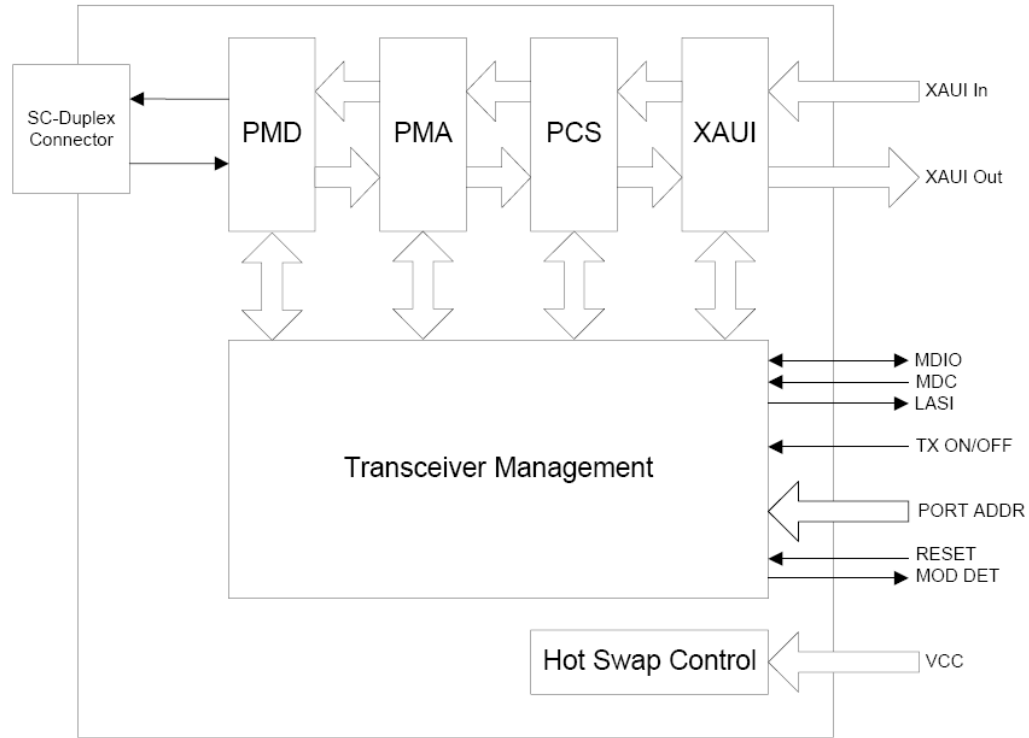 SC-Duplex
Connector
PMD
PMA
PCS
XAUI
XAUI In
XAUI Out
Transceiver Management
MDIO
MDC
LASI
TX ON/OFF
PORT ADDR
RESET
MOD DET
Hot Swap Control
VCC